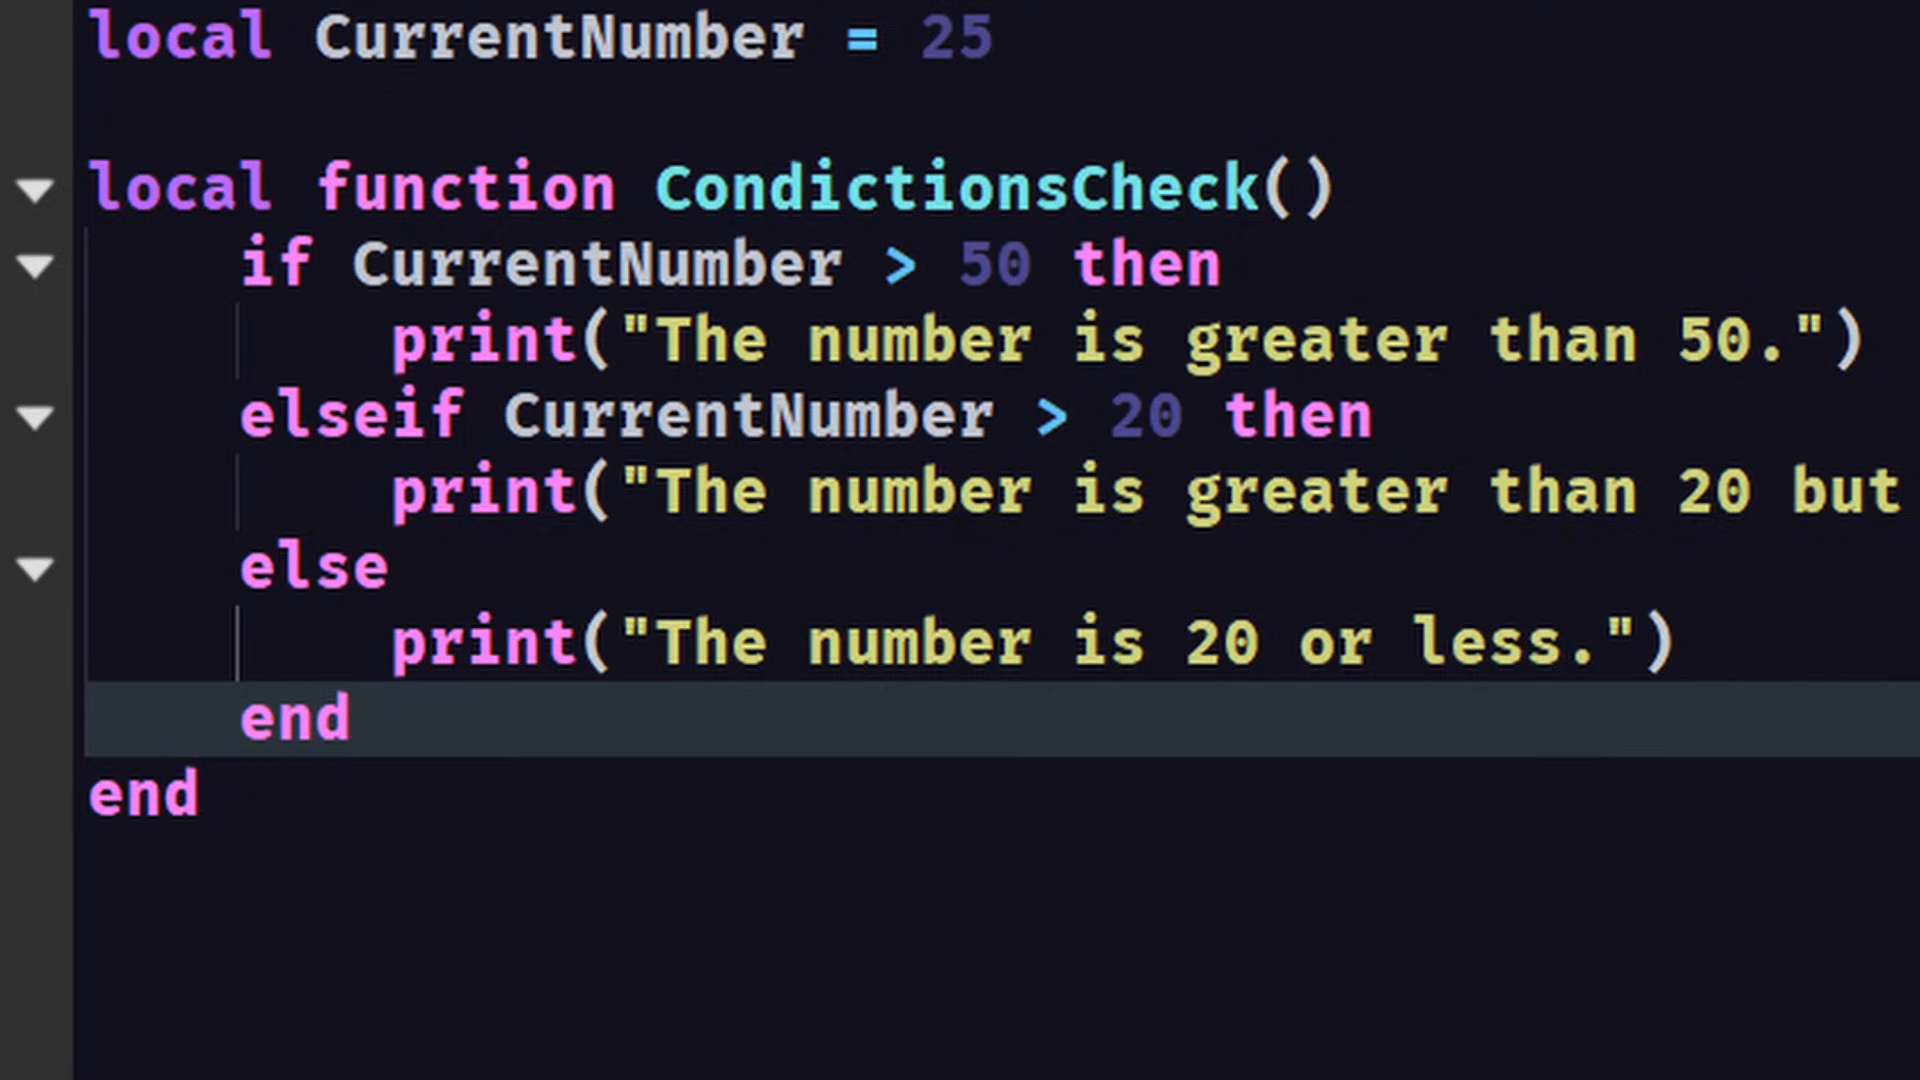 local CurrentNumber = 25
local function CondictionsCheck()
if CurrentNumber > 50 then
print("The number is greater than 50.")
elseif CurrentNumber > 20 then
print("The number is greater than 20 but
else
print("The number is 20 or less.")
end
end